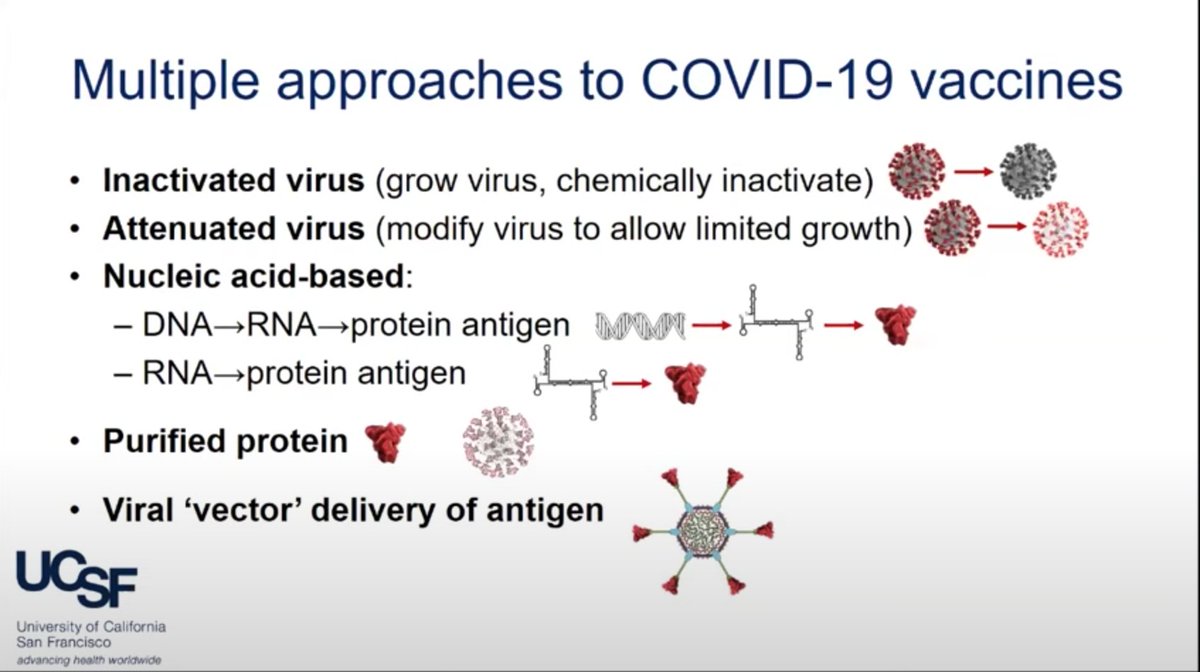 Multiple approaches to COVID-19 vaccines
• Inactivated virus (grow virus, chemically inactivate)
• Attenuated virus (modify virus to allow limited growth)
• Nucleic acid-based:
– DNA→RNA→protein antigen
– RNA→protein antigen
• Purified protein
• Viral ‘vector’ delivery of antigen
UCSF
University of California
San Francisco
advancing health worldwide